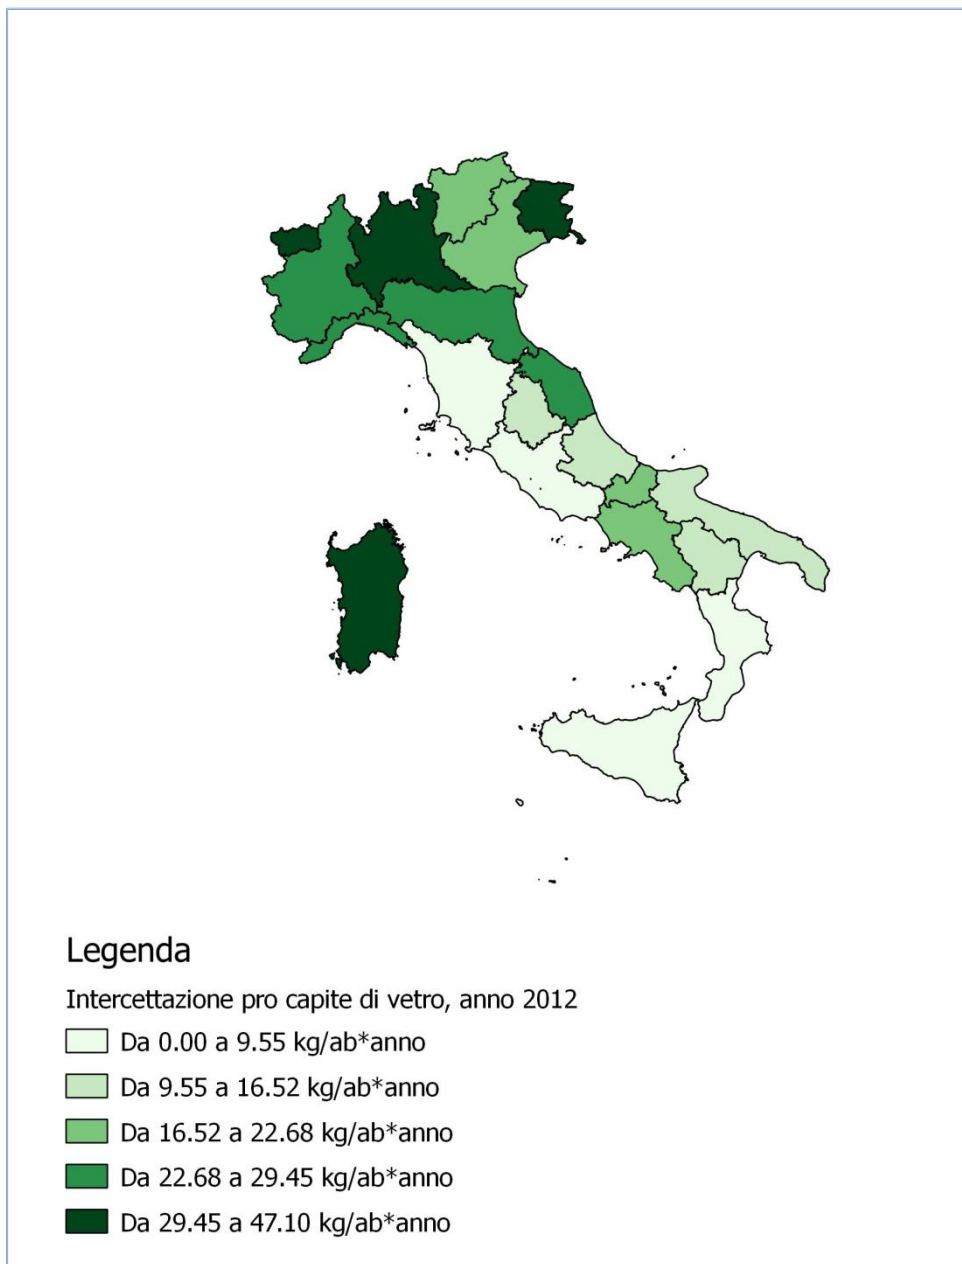 Legenda
Intercettazione pro capite di vetro, anno 2012
Da 0.00 a 9.55 kg/ab*anno
Da 9.55 a 16.52 kg/ab*anno
Da 16.52 a 22.68 kg/ab*anno
Da 22.68 a 29.45 kg/ab*anno
Da 29.45 a 47.10 kg/ab*anno